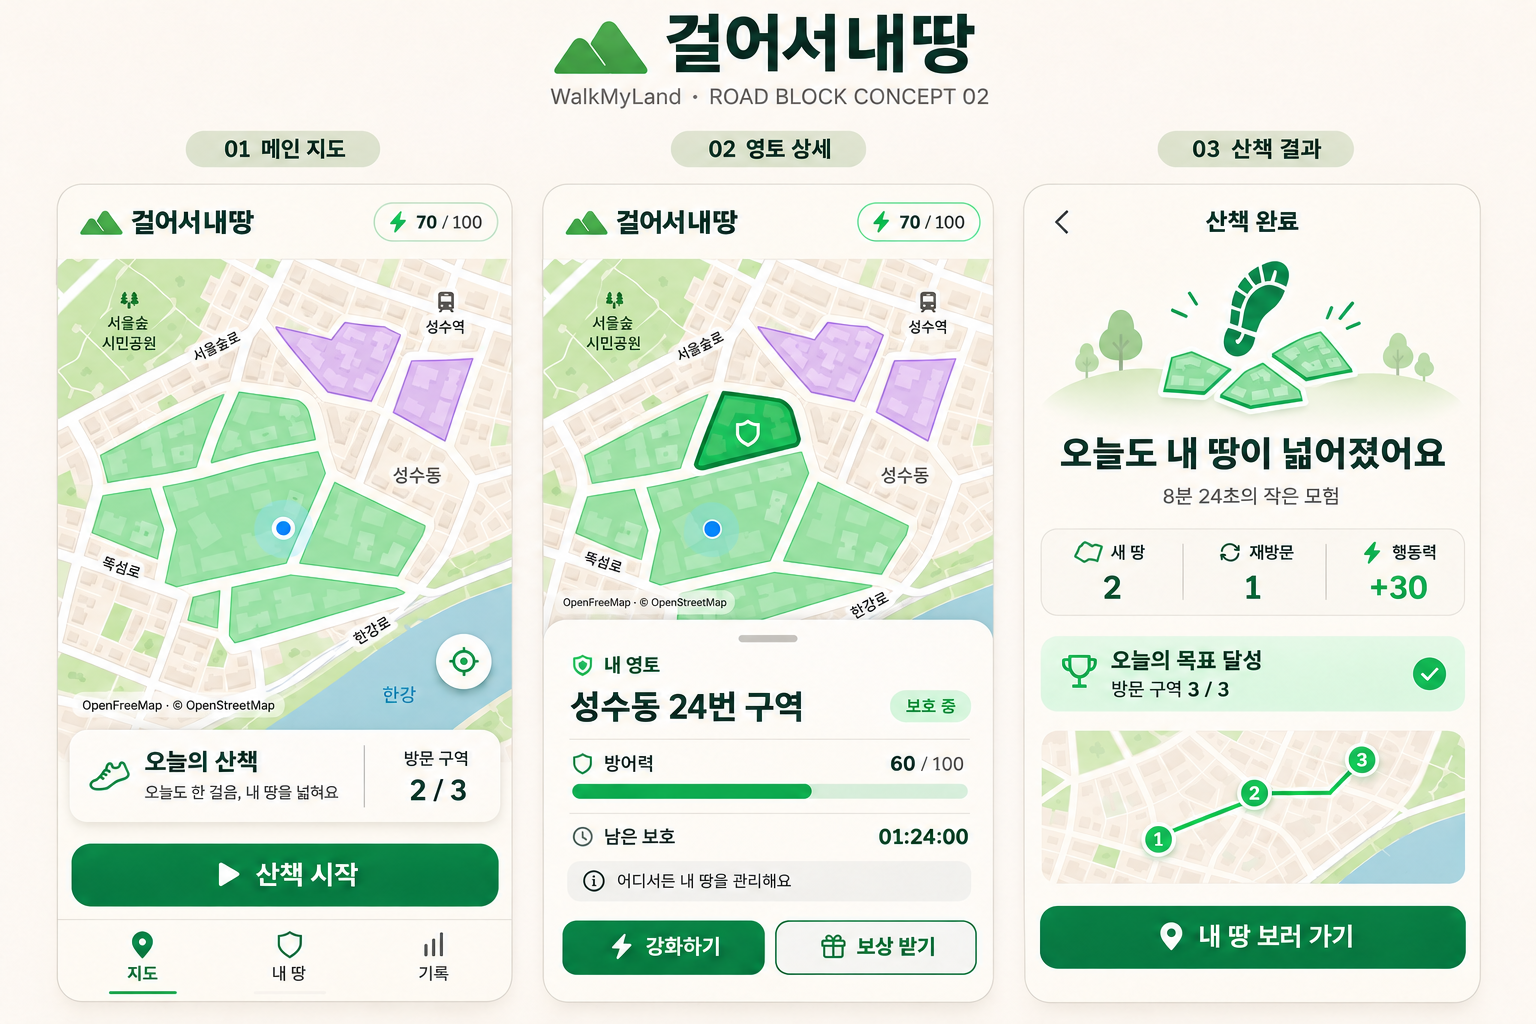 걸어서내땅
WalkMyLand · ROAD BLOCK CONCEPT 02
01 메인 지도
걸어서내땅
70 / 100
서울숲
시민공원
서울숲로
성수역
성수동
뚝섬로
한강로
한강
OpenFreeMap · © OpenStreetMap
오늘의 산책
오늘도 한 걸음, 내 땅을 넓혀요
방문 구역
2 / 3
산책 시작
지도
내 땅
기록
02 영토 상세
걸어서내땅
70 / 100
서울숲
시민공원
서울숲로
성수역
성수동
뚝섬로
한강로
OpenFreeMap · © OpenStreetMap
내 영토
성수동 24번 구역
보호 중
방어력
60 / 100
남은 보호
01:24:00
어디서든 내 땅을 관리해요
강화하기
보상 받기
03 산책 결과
산책 완료
오늘도 내 땅이 넓어졌어요
8분 24초의 작은 모험
새 땅
2
재방문
1
행동력
+30
오늘의 목표 달성
방문 구역 3 / 3
1
2
3
내 땅 보러 가기